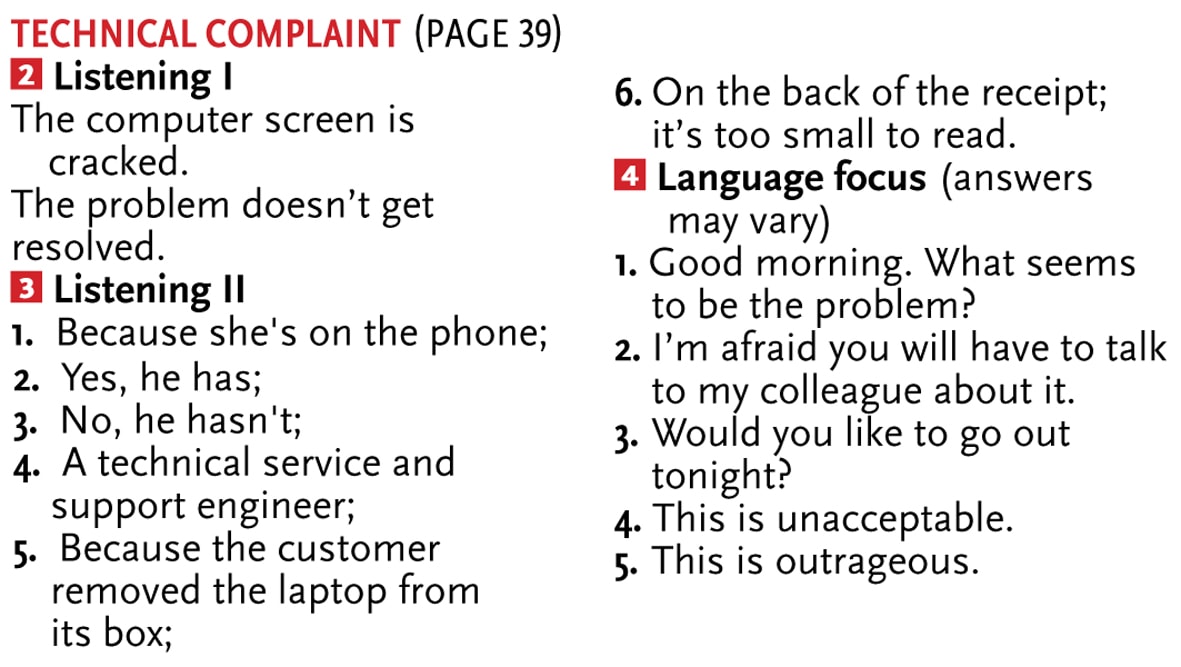 TECHNICAL COMPLAINT (PAGE 39)
2 Listening I
The computer screen is
cracked.
The problem doesn’t get
resolved.
3 Listening II
1. Because she's on the phone;
2. Yes, he has;
3. No, he hasn't;
4. A technical service and
support engineer;
5. Because the customer
removed the laptop from
its box;
6. On the back of the receipt;
it’s too small to read.
4 Language focus (answers
may vary)
1. Good morning. What seems
to be the problem?
2. I’m afraid you will have to talk
to my colleague about it.
3. Would you like to go out
tonight?
4. This is unacceptable.
5. This is outrageous.